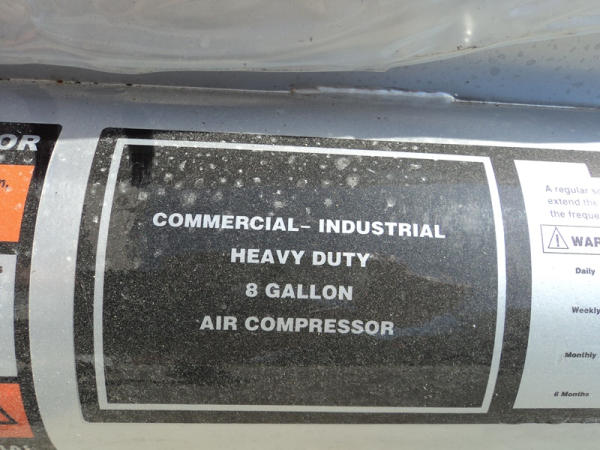 OR
COMMERCIAL- INDUSTRIAL
HEAVY DUTY
8 GALLON
AIR COMPRESSOR
A regular
extend the
the
WAR
Daily
Weekly
Monthly
6 Months